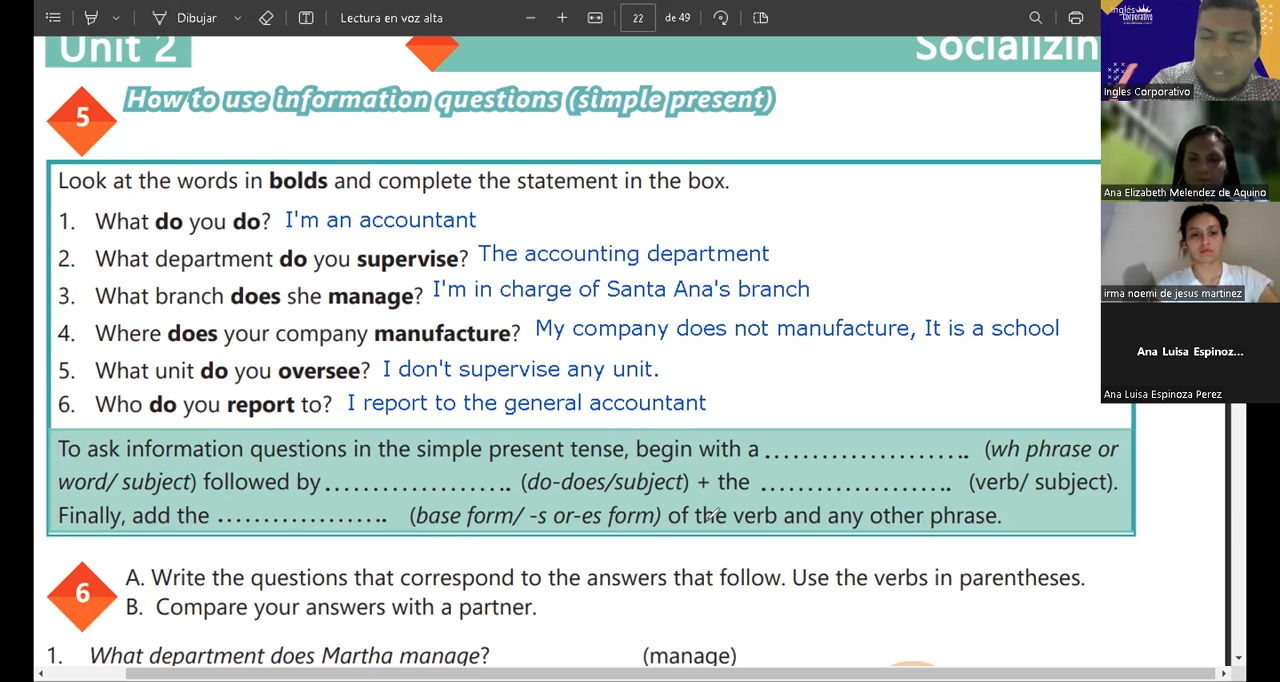 Dibujar
Lectura en voz alta
22
de 49
Unit 2
Socializin
5
How to use information questions (simple present)
Look at the words in bolds and complete the statement in the box.
1. What do you do? I'm an accountant
2. What department do you supervise? The accounting department
3. What branch does she manage? I'm in charge of Santa Ana's branch
4. Where does your company manufacture? My company does not manufacture, It is a school
5. What unit do you oversee? I don't supervise any unit.
6. Who do you report to? I report to the general accountant
To ask information questions in the simple present tense, begin with a ...................... (wh phrase or
word/ subject) followed by .................... (do-does/subject) + the .................... (verb/ subject).
Finally, add the .................. (base form/ -s or-es form) of the verb and any other phrase.
6
A. Write the questions that correspond to the answers that follow. Use the verbs in parentheses.
B. Compare your answers with a partner.
1. What department does Martha manage? (manage)
Inglés
Corporativo
Ingles Corporativo
Ana Elizabeth Melendez de Aquino
irma noemi de jesus martinez
Ana Luisa Espinoz...
Ana Luisa Espinoza Perez